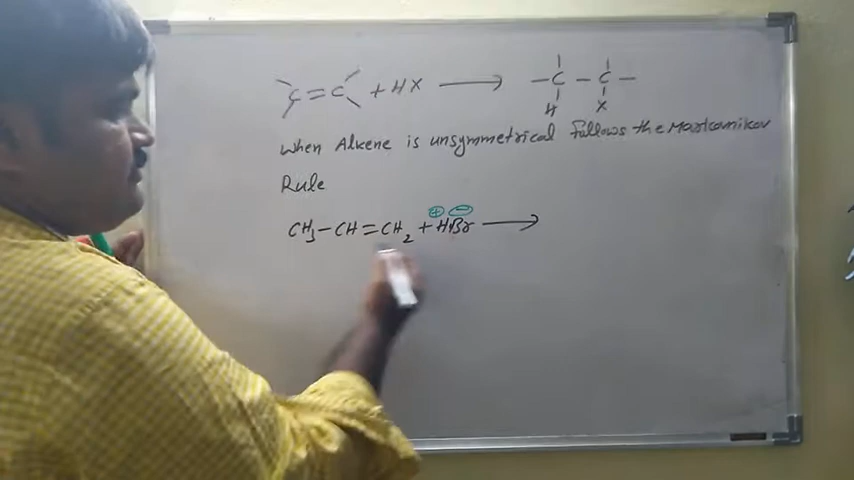 C = C + HX ⟶ - C - C -
H X
When Alkene is unsymmetrical follows the Markovnikov
Rule
⊕ ⊖
CH3-CH=CH2 + HBr ⟶